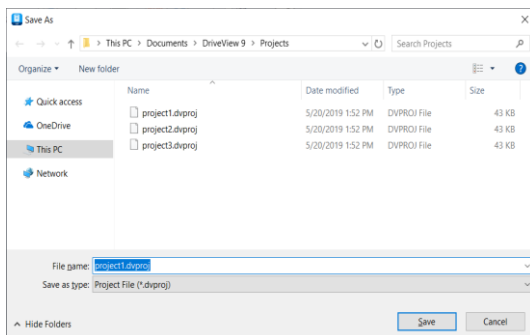 Save As
This PC > Documents > DriveView 9 > Projects
Search Projects
Organize
New folder
Name Date modified Type Size
Quick access
OneDrive
This PC
Network
project1.dvproj 5/20/2019 1:52 PM DVPROJ File 43 KB
project2.dvproj 5/20/2019 1:52 PM DVPROJ File 43 KB
project3.dvproj 5/20/2019 1:52 PM DVPROJ File 43 KB
File name: project1.dvproj
Save as type: Project File (*.dvproj)
Hide Folders
Save
Cancel